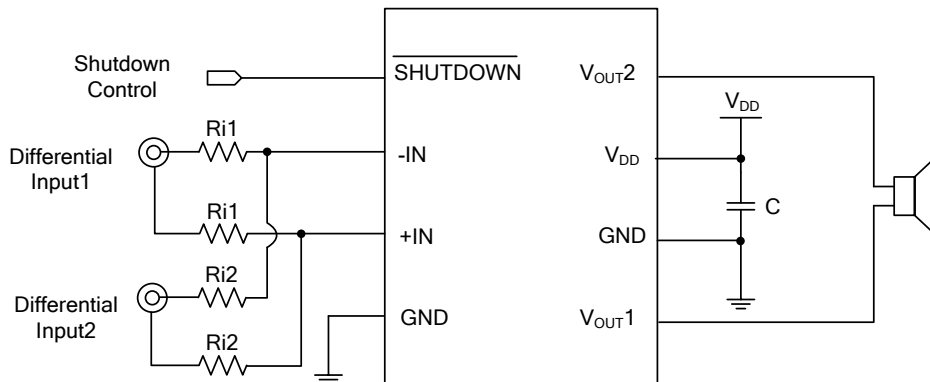 Shutdown
Control
SHUTDOWN
VOUT2
VDD
Differential
Input1
Ri1
-IN
VDD
C
Ri1
+IN
GND
Differential
Input2
Ri2
GND
VOUT1
Ri2